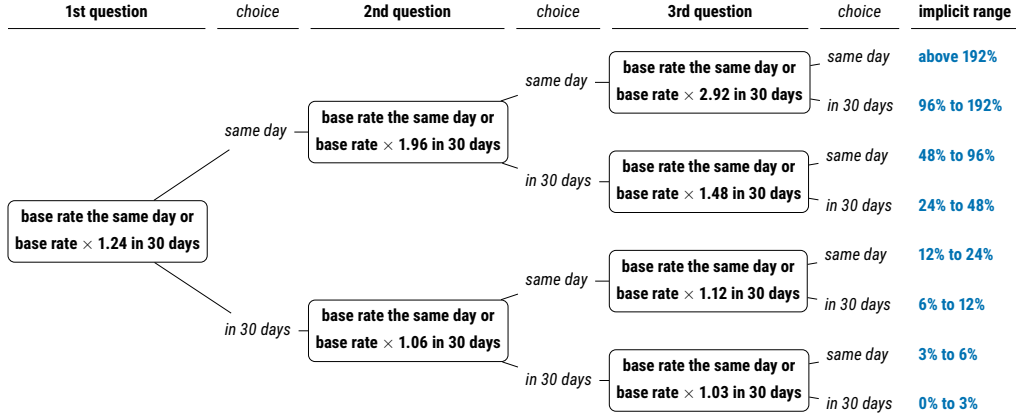 1st question choice 2nd question choice 3rd question choice implicit range
base rate the same day or
base rate × 2.92 in 30 days
same day above 192%
in 30 days 96% to 192%
same day
base rate the same day or
base rate × 1.96 in 30 days
same day
in 30 days
base rate the same day or
base rate × 1.48 in 30 days
same day 48% to 96%
in 30 days 24% to 48%
base rate the same day or
base rate × 1.24 in 30 days
in 30 days
base rate the same day or
base rate × 1.06 in 30 days
same day
base rate the same day or
base rate × 1.12 in 30 days
same day 12% to 24%
in 30 days 6% to 12%
in 30 days
base rate the same day or
base rate × 1.03 in 30 days
same day 3% to 6%
in 30 days 0% to 3%